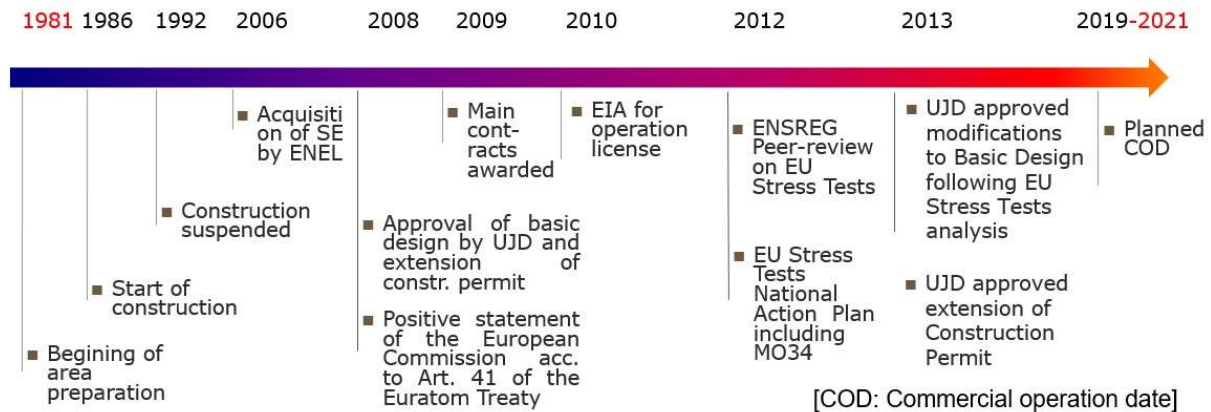 1981 1986 1992 2006 2008 2009 2010 2012 2013 2019-2021
■ Begining of
area
preparation
■ Start of
construction
■ Construction
suspended
■ Acquisiti
on of SE
by ENEL
■ Approval of basic
design by UJD and
extension of
constr. permit
■ Positive statement
of the European
Commission acc.
to Art. 41 of the
Euratom Treaty
■ Main
cont-
racts
awarded
■ EIA for
operation
license
■ ENSREG
Peer-review
on EU
Stress Tests
■ EU Stress
Tests
National
Action Plan
including
MO34
■ UJD approved
modifications
to Basic Design
following EU
Stress Tests
analysis
■ UJD approved
extension of
Construction
Permit
■ Planned
COD
[COD: Commercial operation date]